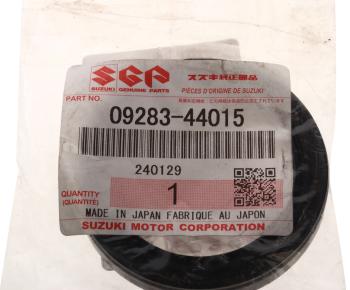 SGP スズキ純正部品
SUZUKI GENUINE PARTS PIÈCES D'ORIGINE DE SUZUKI
PART NO.
09283-44015
240129
QUANTITY
(QUANTITÉ)
1
MADE IN JAPAN FABRIQUE AU JAPON
SUZUKI MOTOR CORPORATION